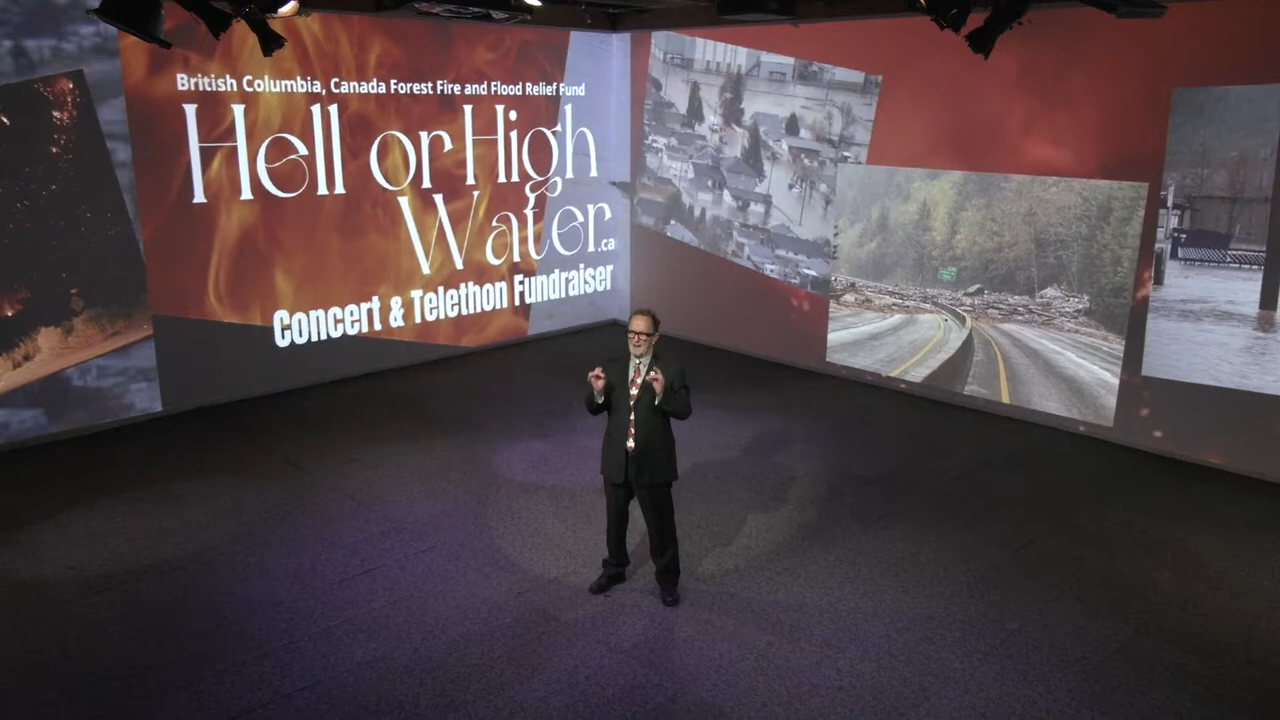 British Columbia, Canada Forest Fire and Flood Relief Fund
Hell or High
Water.ca
Concert & Telethon Fundraiser